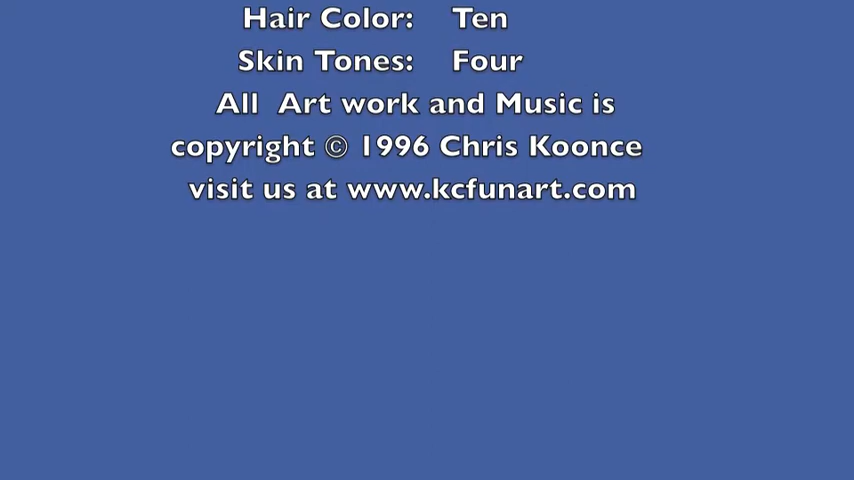 Hair Color: Ten
Skin Tones: Four
All Art work and Music is
copyright © 1996 Chris Koonce
visit us at www.kcfunart.com